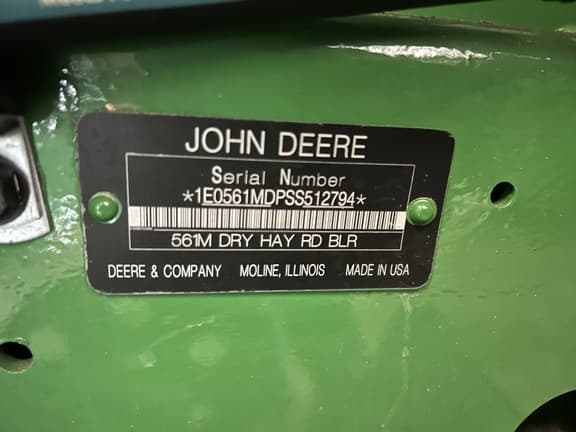 JOHN DEERE
Serial Number
*1E0561MDPSS512794*
561M DRY HAY RD BLR
DEERE & COMPANY MOLINE, ILLINOIS MADE IN USA